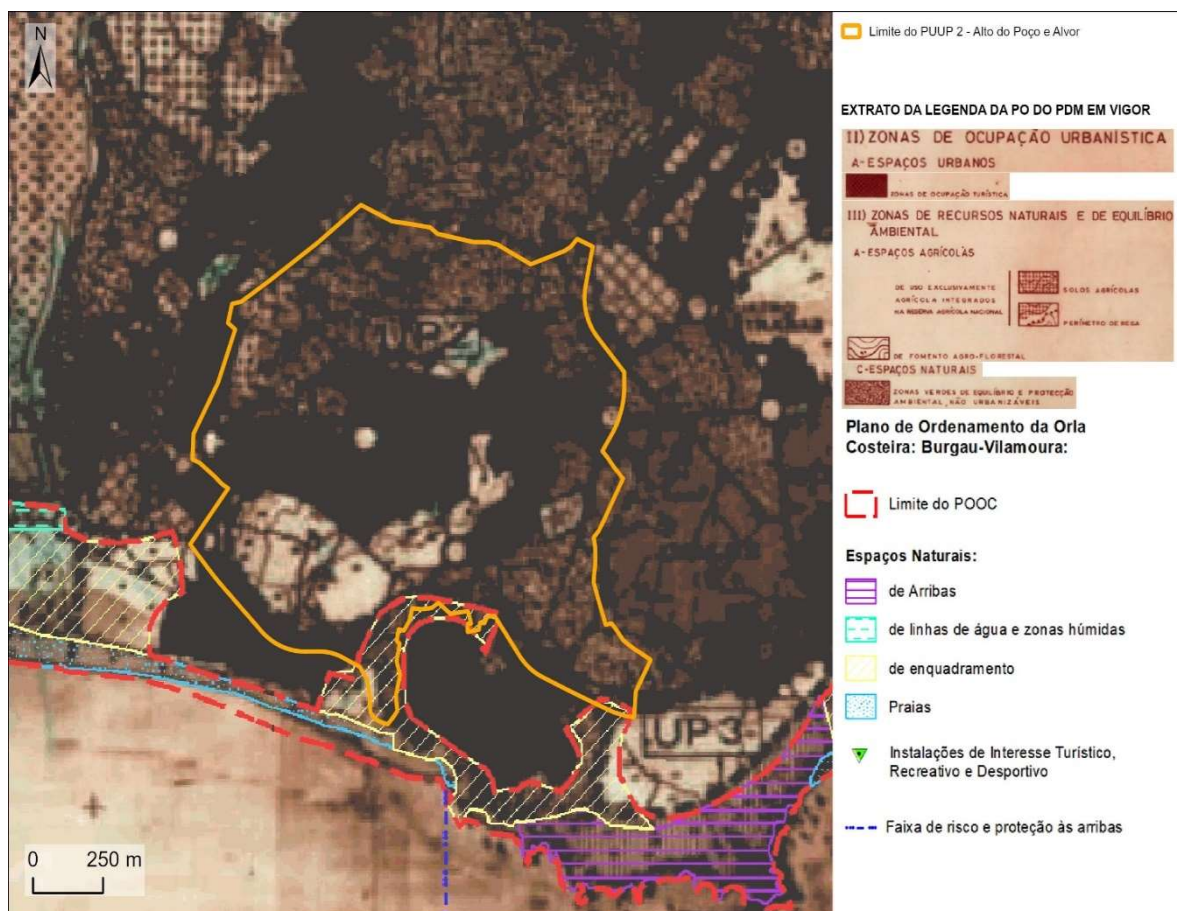 N
UP 2
UP 3
0 250 m
Limite do PUUP 2 - Alto do Poço e Alvor
EXTRATO DA LEGENDA DA PO DO PDM EM VIGOR
II) ZONAS DE OCUPAÇÃO URBANÍSTICA
A-ESPAÇOS URBANOS
ZONAS DE OCUPAÇÃO TURÍSTICA
III) ZONAS DE RECURSOS NATURAIS E DE EQUILÍBRIO
AMBIENTAL
A-ESPAÇOS AGRÍCOLAS
DE USO EXCLUSIVAMENTE
AGRÍCOLA INTEGRADOS
NA RESERVA AGRÍCOLA NACIONAL
SOLOS AGRÍCOLAS
PERÍMETRO DE REGA
DE FOMENTO AGRO-FLORESTAL
C-ESPAÇOS NATURAIS
ZONAS VERDES DE EQUILÍBRIO E PROTECÇÃO
AMBIENTAL, NÃO URBANIZÁVEIS
Plano de Ordenamento da Orla
Costeira: Burgau-Vilamoura:
Limite do POOC
Espaços Naturais:
de Arribas
de linhas de água e zonas húmidas
de enquadramento
Praias
Instalações de Interesse Turístico,
Recreativo e Desportivo
Faixa de risco e proteção às arribas